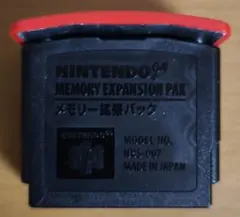 NINTENDO64
MEMORY EXPANSION PAK
メモリー拡張パック
NINTENDO64
MODEL NO.
NUS-007
MADE IN JAPAN